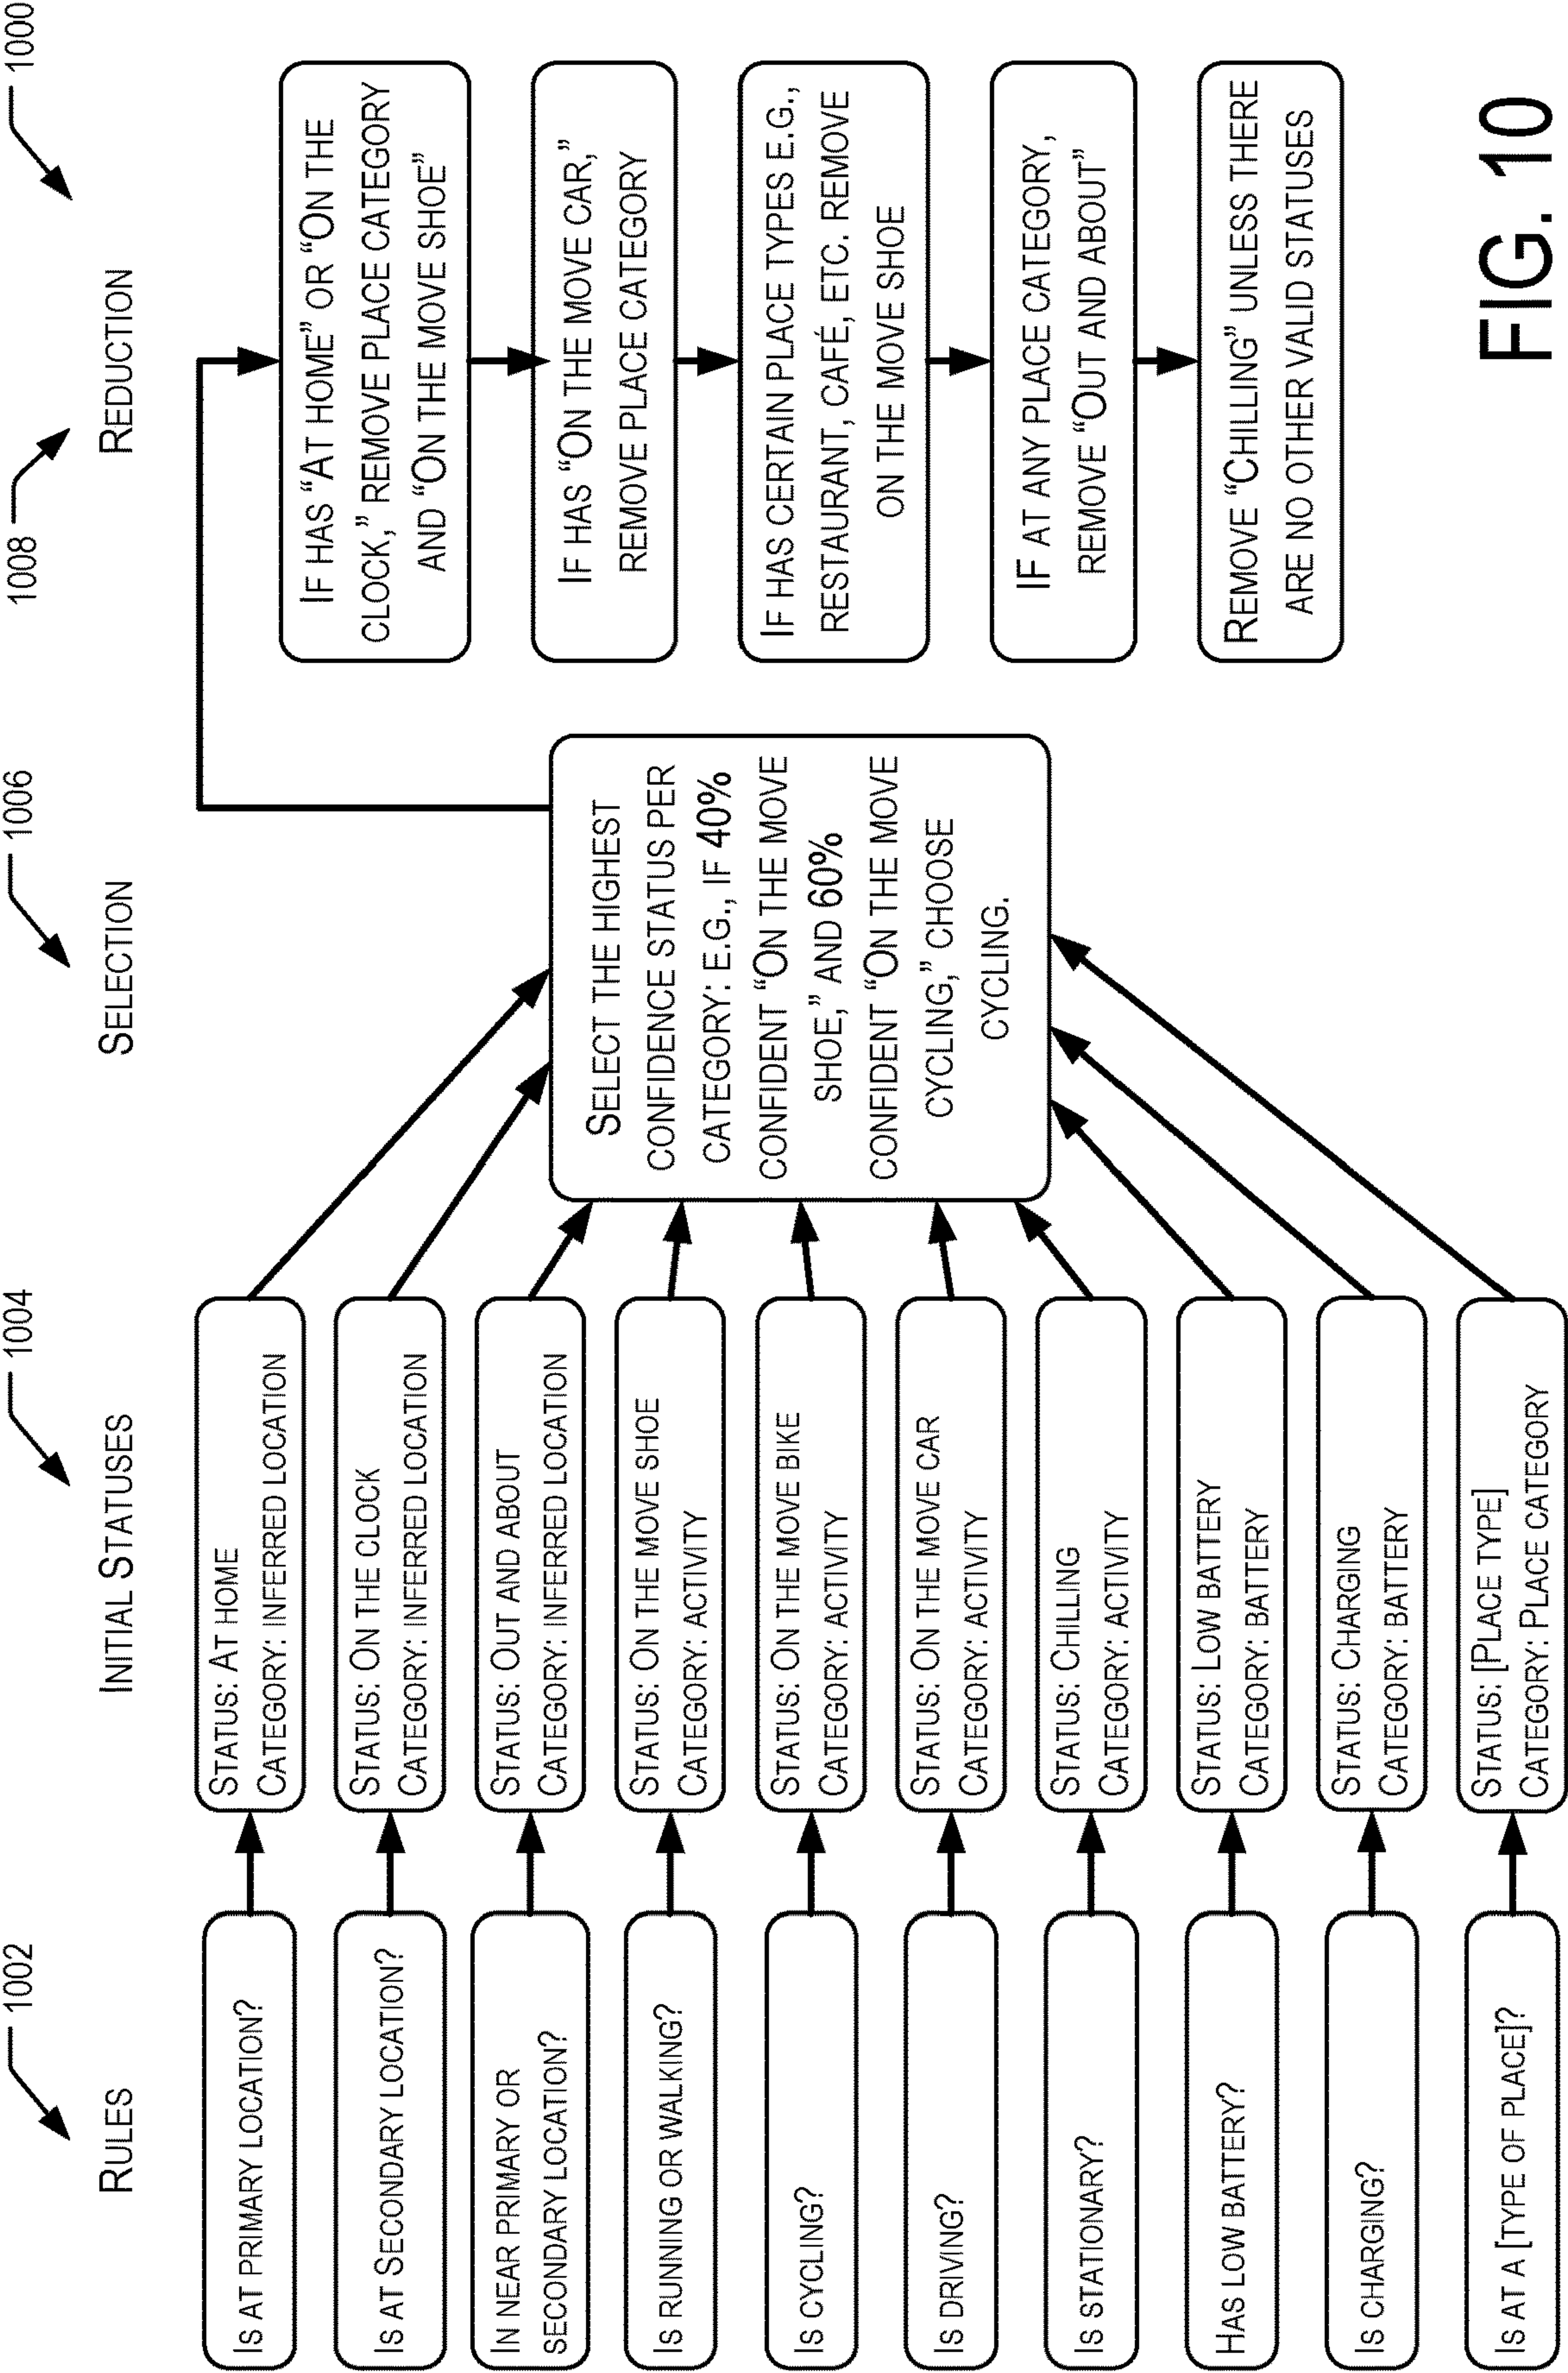 1000
1002
RULES
1004
INITIAL STATUSES
1006
SELECTION
1008
REDUCTION
IS AT PRIMARY LOCATION?
IS AT SECONDARY LOCATION?
IN NEAR PRIMARY OR
SECONDARY LOCATION?
IS RUNNING OR WALKING?
IS CYCLING?
IS DRIVING?
IS STATIONARY?
HAS LOW BATTERY?
IS CHARGING?
IS AT A [TYPE OF PLACE]?
STATUS: AT HOME
CATEGORY: INFERRED LOCATION
STATUS: ON THE CLOCK
CATEGORY: INFERRED LOCATION
STATUS: OUT AND ABOUT
CATEGORY: INFERRED LOCATION
STATUS: ON THE MOVE SHOE
CATEGORY: ACTIVITY
STATUS: ON THE MOVE BIKE
CATEGORY: ACTIVITY
STATUS: ON THE MOVE CAR
CATEGORY: ACTIVITY
STATUS: CHILLING
CATEGORY: ACTIVITY
STATUS: LOW BATTERY
CATEGORY: BATTERY
STATUS: CHARGING
CATEGORY: BATTERY
STATUS: [PLACE TYPE]
CATEGORY: PLACE CATEGORY
SELECT THE HIGHEST
CONFIDENCE STATUS PER
CATEGORY: E.G., IF 40%
CONFIDENT “ON THE MOVE
SHOE,” AND 60%
CONFIDENT “ON THE MOVE
CYCLING,” CHOOSE
CYCLING.
IF HAS “AT HOME” OR “ON THE
CLOCK,” REMOVE PLACE CATEGORY
AND “ON THE MOVE SHOE”
IF HAS “ON THE MOVE CAR,”
REMOVE PLACE CATEGORY
IF HAS CERTAIN PLACE TYPES E.G.,
RESTAURANT, CAFÉ, ETC. REMOVE
ON THE MOVE SHOE
IF AT ANY PLACE CATEGORY,
REMOVE “OUT AND ABOUT”
REMOVE “CHILLING” UNLESS THERE
ARE NO OTHER VALID STATUSES
FIG. 10